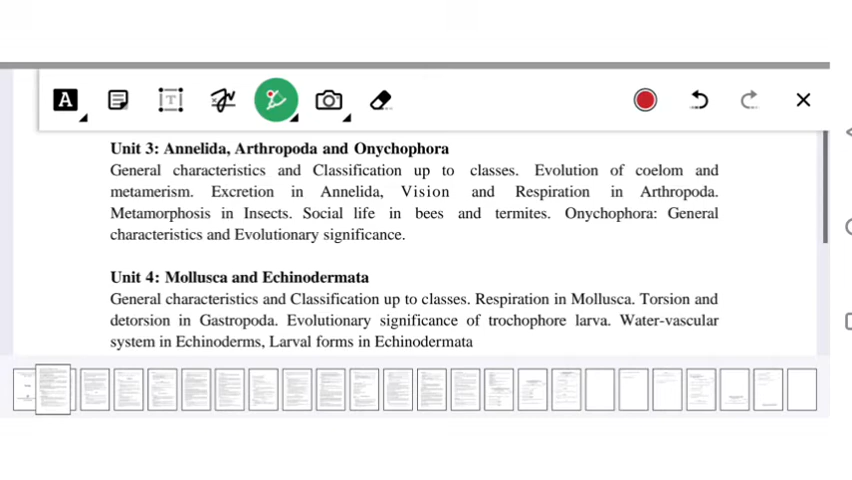 Unit 3: Annelida, Arthropoda and Onychophora
General characteristics and Classification up to classes. Evolution of coelom and
metamerism. Excretion in Annelida, Vision and Respiration in Arthropoda.
Metamorphosis in Insects. Social life in bees and termites. Onychophora: General
characteristics and Evolutionary significance.
Unit 4: Mollusca and Echinodermata
General characteristics and Classification up to classes. Respiration in Mollusca. Torsion and
detorsion in Gastropoda. Evolutionary significance of trochophore larva. Water-vascular
system in Echinoderms, Larval forms in Echinodermata